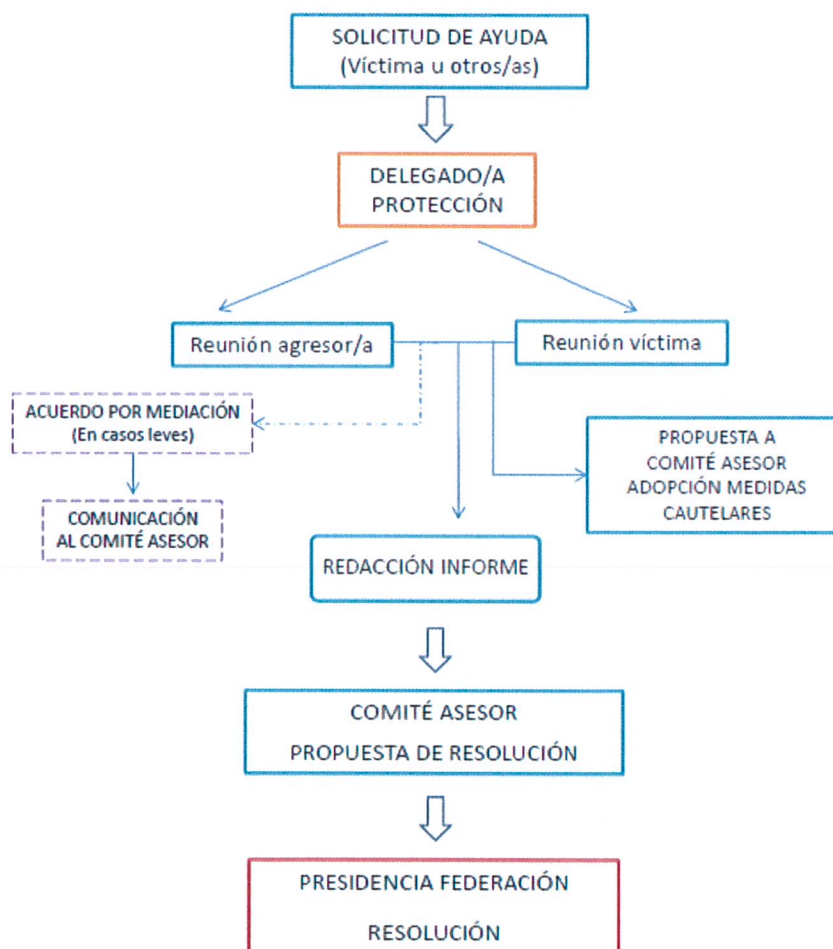 SOLICITUD DE AYUDA
(Víctima u otros/as)
DELEGADO/A
PROTECCIÓN
Reunión agresor/a
Reunión víctima
ACUERDO POR MEDIACIÓN
(En casos leves)
PROPUESTA A
COMITÉ ASESOR
ADOPCIÓN MEDIDAS
CAUTELARES
COMUNICACIÓN
AL COMITÉ ASESOR
REDACCIÓN INFORME
COMITÉ ASESOR
PROPUESTA DE RESOLUCIÓN
PRESIDENCIA FEDERACIÓN
RESOLUCIÓN